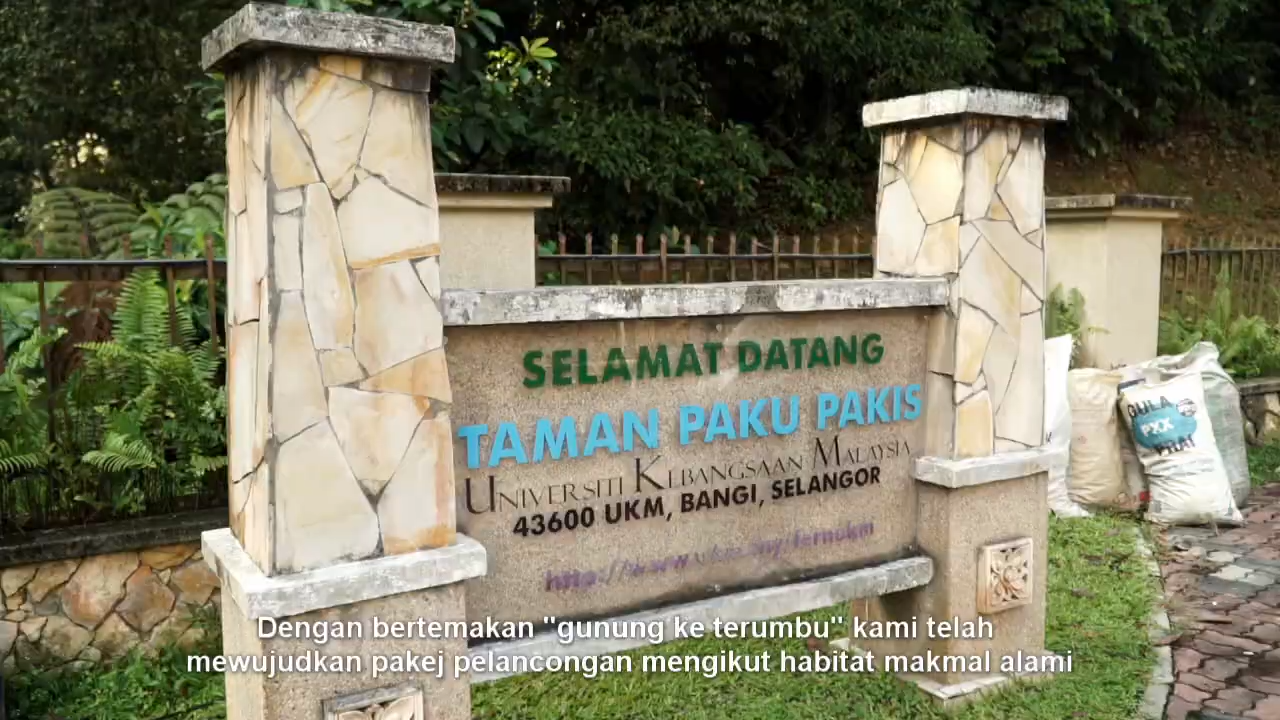 SELAMAT DATANG
TAMAN PAKU PAKIS
UNIVERSITI KEBANGSAAN MALAYSIA
43600 UKM, BANGI, SELANGOR
GULA
PXX
Dengan bertemakan "gunung ke terumbu" kami telah
mewujudkan pakej pelancongan mengikut habitat makmal alami